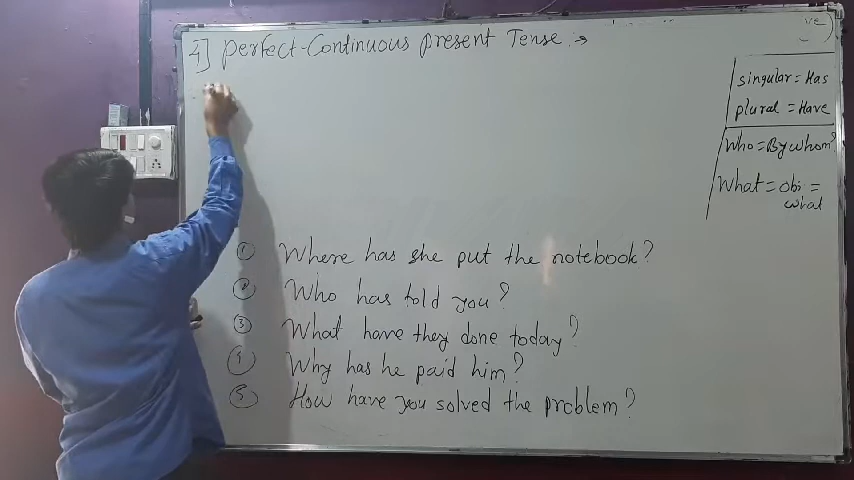 4] Perfect-Continuous present Tense :→
ve)
singular = Has
plural = Have
Who = By whom?
What = obj = what
① Where has she put the notebook?
② Who has told you?
③ What have they done today?
④ Why has he paid him?
⑤ How have you solved the problem?